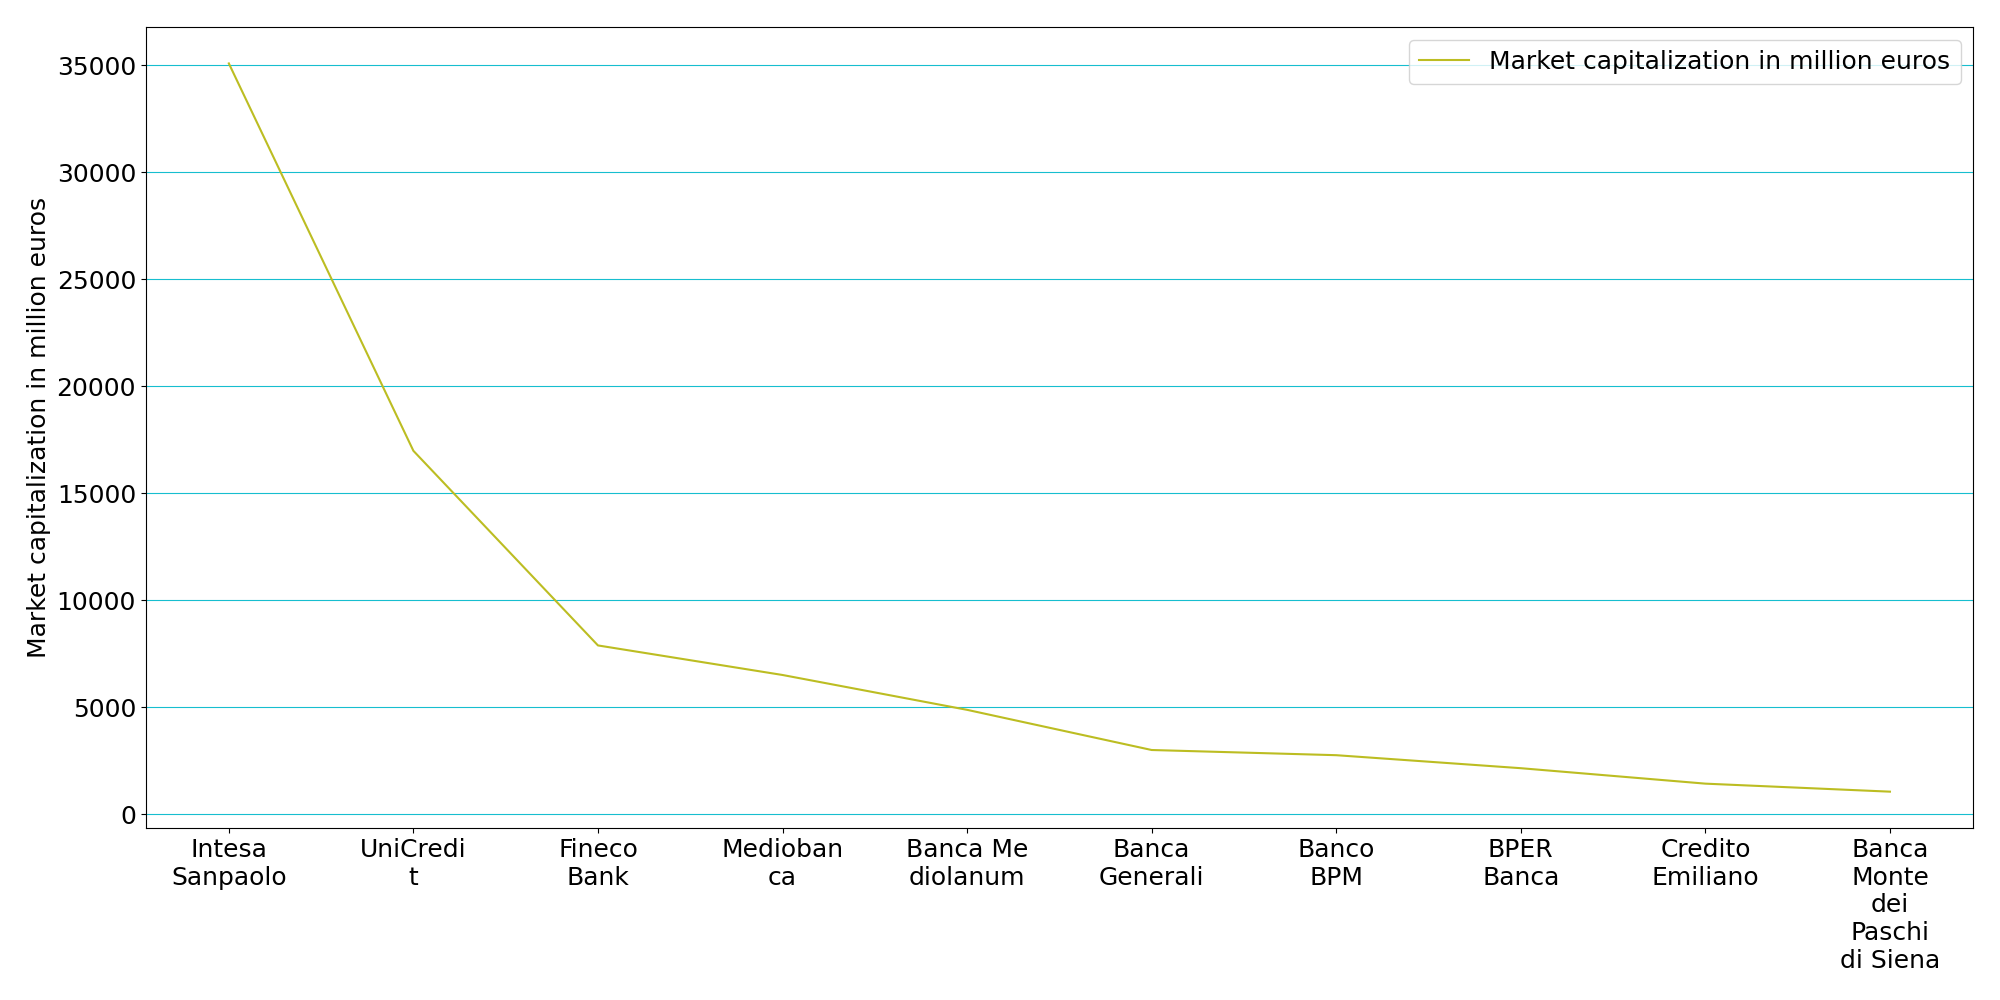 Market capitalization in million euros
Market capitalization in million euros
35000
30000
25000
20000
15000
10000
5000
0
Intesa
Sanpaolo
UniCredi
t
Fineco
Bank
Medioban
ca
Banca Me
diolanum
Banca
Generali
Banco
BPM
BPER
Banca
Credito
Emiliano
Banca
Monte
dei
Paschi
di Siena